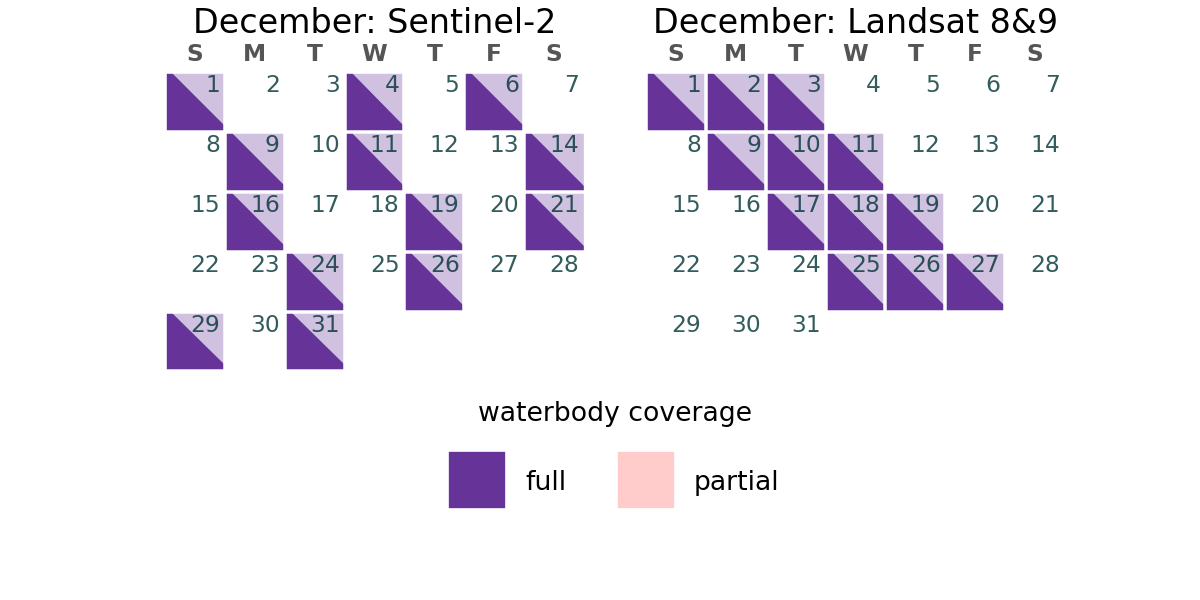 December: Sentinel-2
S M T W T F S
1 2 3 4 5 6 7
8 9 10 11 12 13 14
15 16 17 18 19 20 21
22 23 24 25 26 27 28
29 30 31
December: Landsat 8&9
S M T W T F S
1 2 3 4 5 6 7
8 9 10 11 12 13 14
15 16 17 18 19 20 21
22 23 24 25 26 27 28
29 30 31
waterbody coverage
full partial